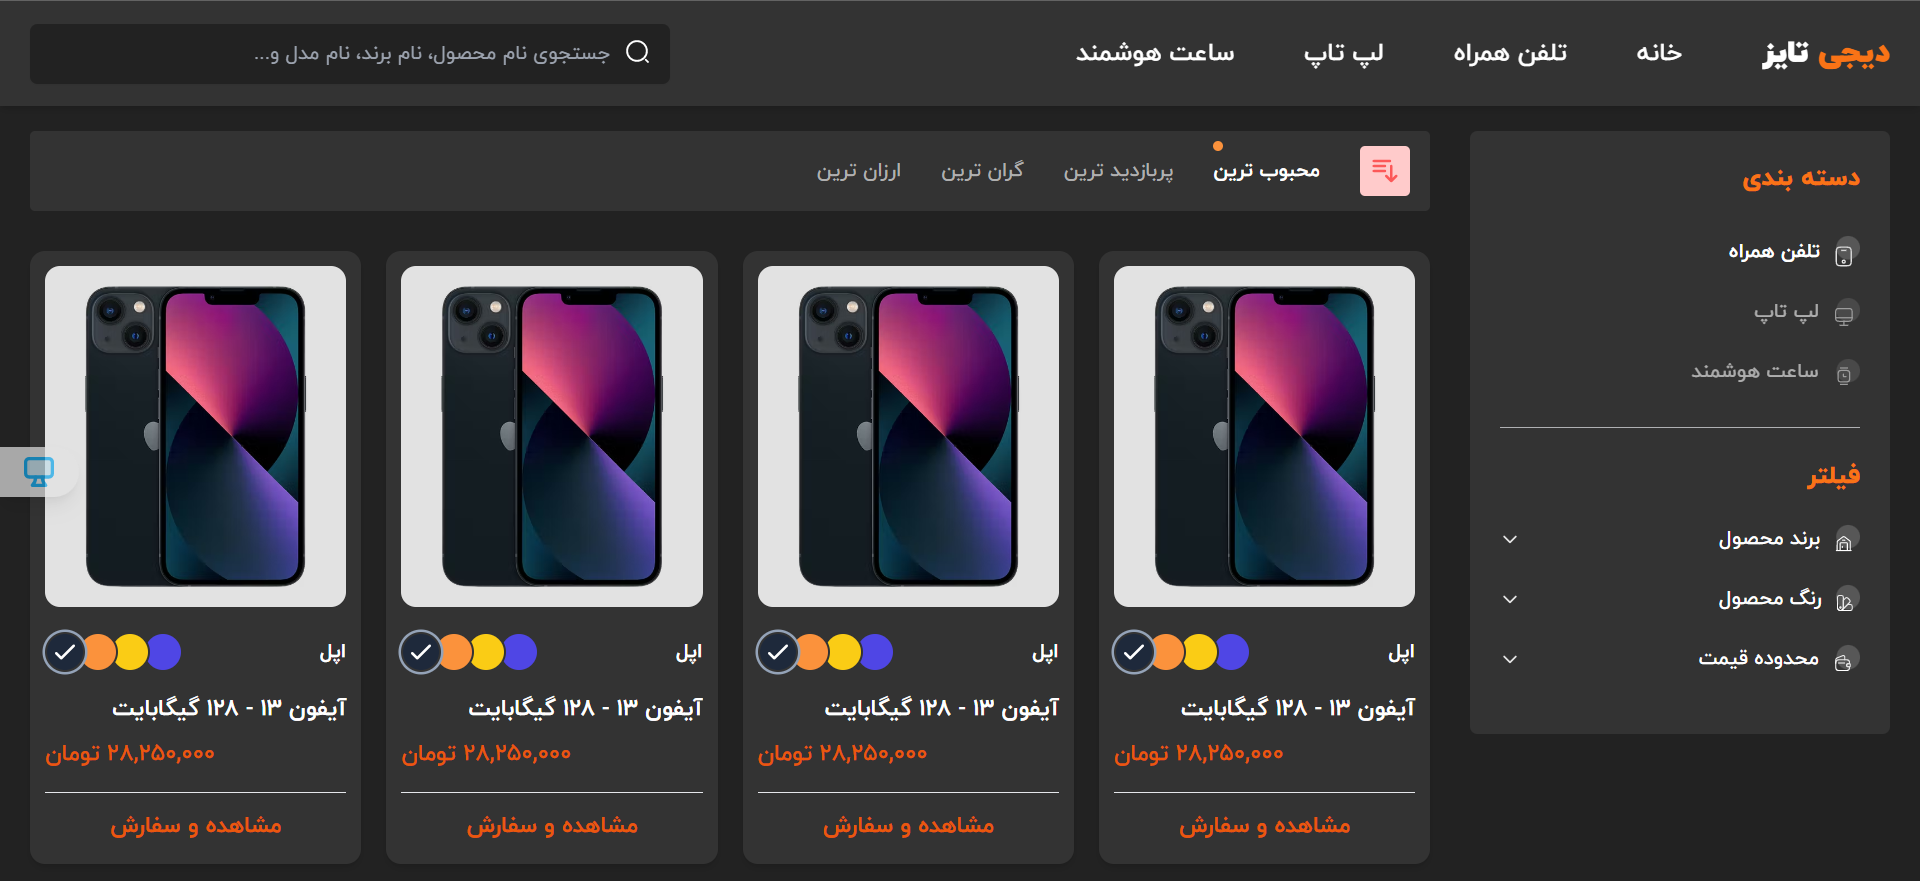 دیجی تایز
خانه
تلفن همراه
لپ تاپ
ساعت هوشمند
جستجوی نام محصول، نام برند، نام مدل و...
دسته بندی
تلفن همراه
لپ تاپ
ساعت هوشمند
فیلتر
برند محصول
رنگ محصول
محدوده قیمت
محبوب ترین
پربازدید ترین
گران ترین
ارزان ترین
اپل
آیفون ۱۳ - ۱۲۸ گیگابایت
۲۸,۲۵۰,۰۰۰ تومان
مشاهده و سفارش
اپل
آیفون ۱۳ - ۱۲۸ گیگابایت
۲۸,۲۵۰,۰۰۰ تومان
مشاهده و سفارش
اپل
آیفون ۱۳ - ۱۲۸ گیگابایت
۲۸,۲۵۰,۰۰۰ تومان
مشاهده و سفارش
اپل
آیفون ۱۳ - ۱۲۸ گیگابایت
۲۸,۲۵۰,۰۰۰ تومان
مشاهده و سفارش